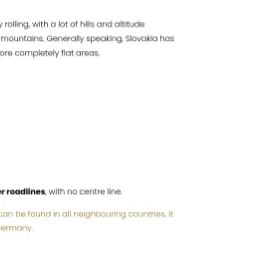 rolling, with a lot of hills and altitude
mountains. Generally speaking, Slovakia has
ore completely flat areas.
r roadlines, with no centre line.
can be found in all neighbouring countries, it
ermany.